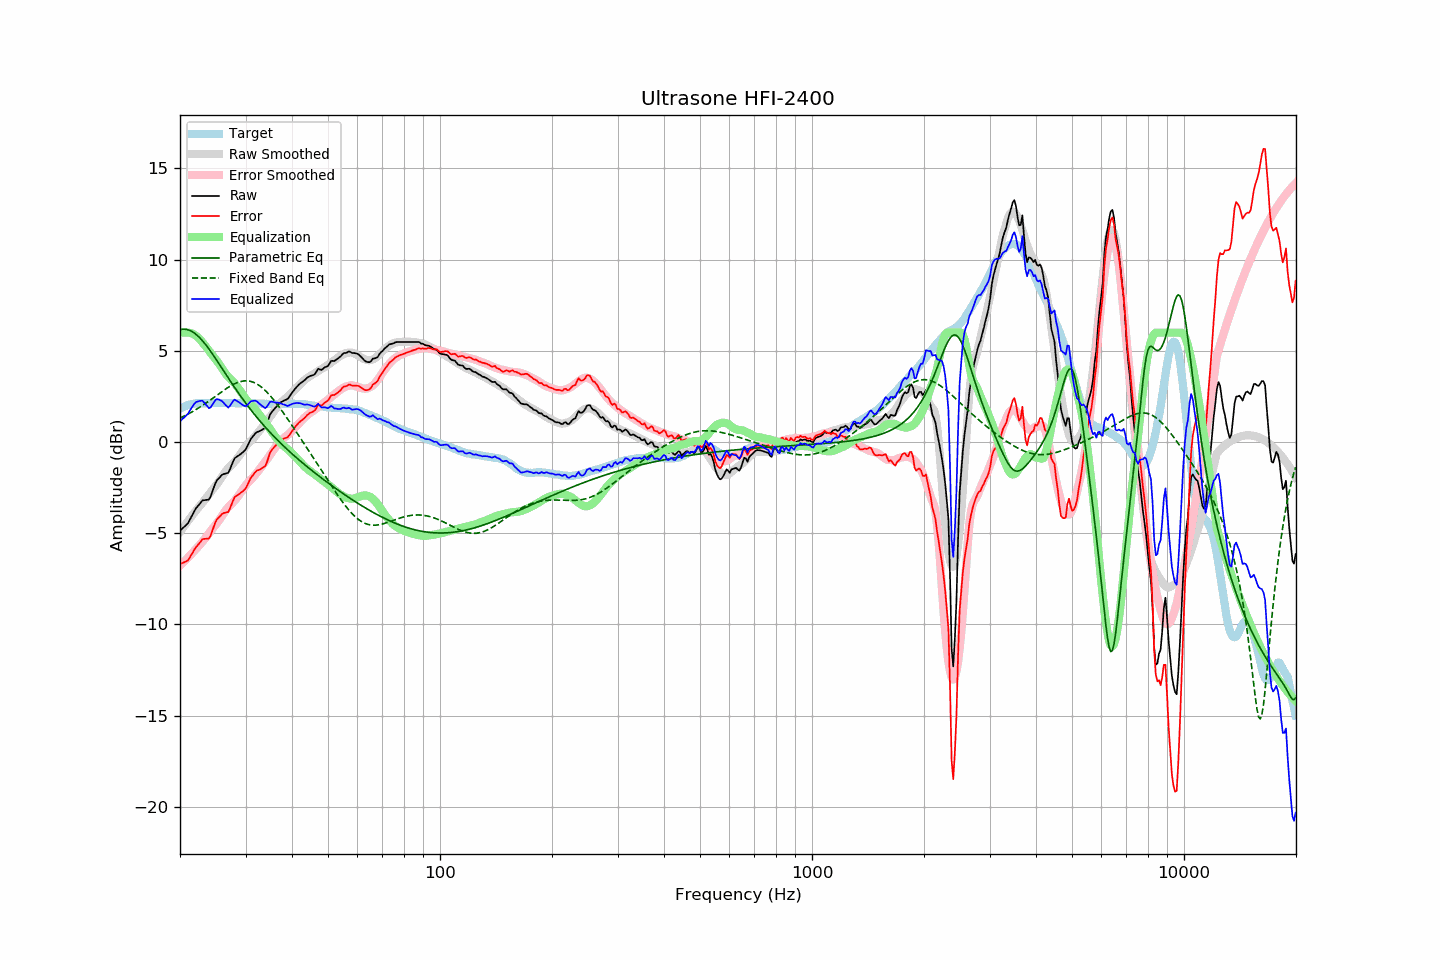 Ultrasone HFI-2400
Target
Raw Smoothed
Error Smoothed
Raw
Error
Equalization
Parametric Eq
Fixed Band Eq
Equalized
15
10
5
0
−5
−10
−15
−20
Amplitude (dBr)
100
1000
10000
Frequency (Hz)